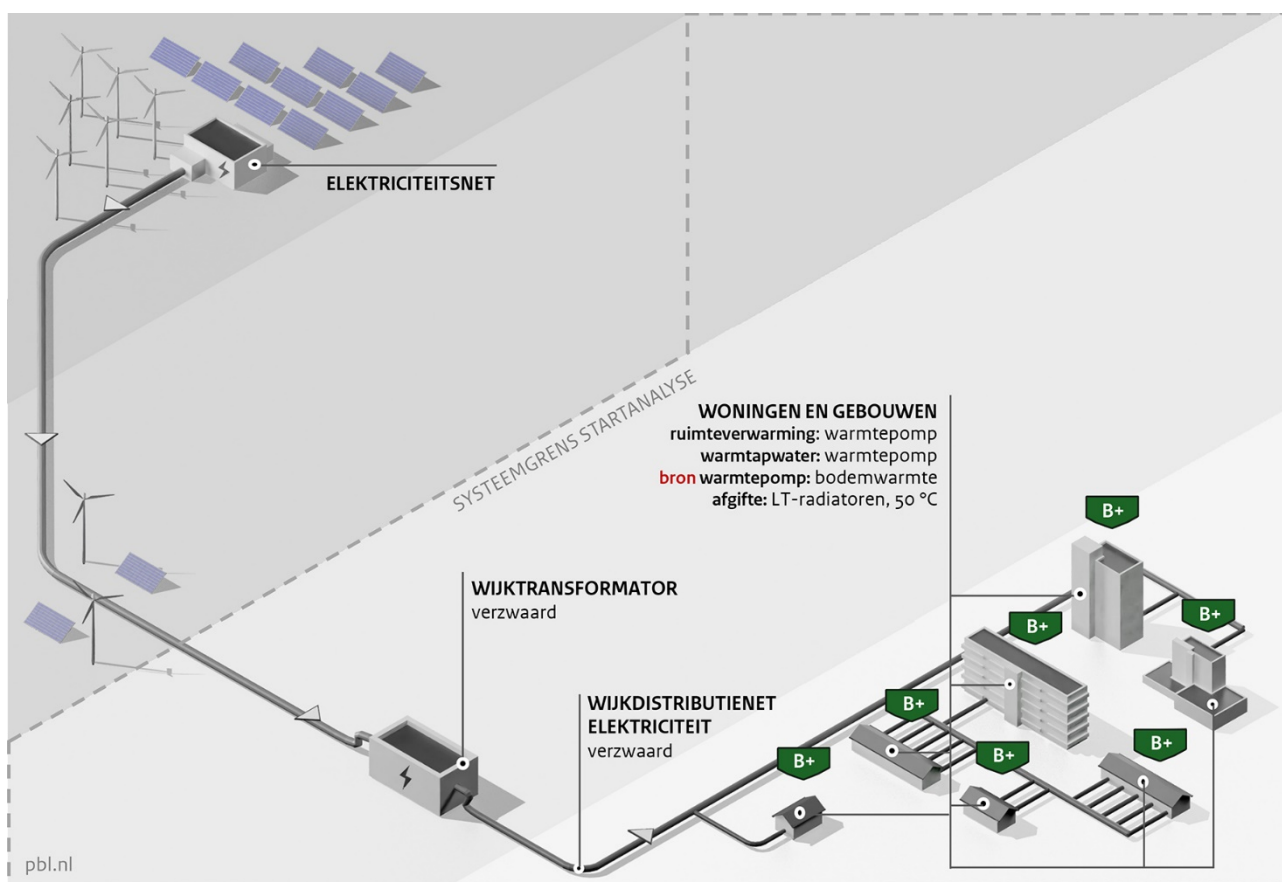 ELEKTRICITEITSNET
SYSTEEMGRENS STARTANALYSE
WONINGEN EN GEBOUWEN
ruimteverwarming: warmtepomp
warmtapwater: warmtepomp
bron warmtepomp: bodemwarmte
afgifte: LT-radiatoren, 50 °C
B+
B+
B+
WIJKTRANSFORMATOR
verzwaard
WIJKDISTRIBUTIENET
ELEKTRICITEIT
verzwaard
B+
B+
B+
B+
pbl.nl